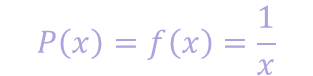 P(x) = f(x) = 1/x